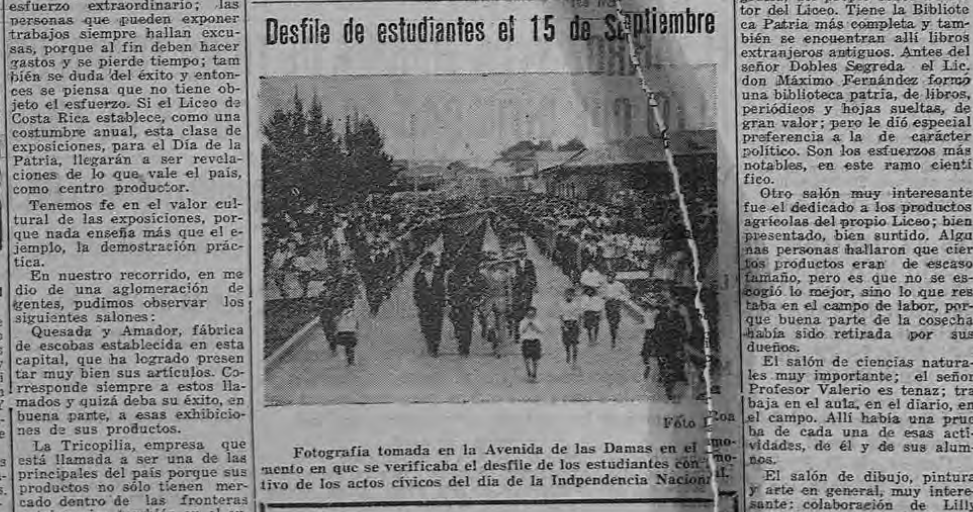 esfuerzo extraordinario; las
personas que pueden exponer
trabajos siempre hallan excu-
sas, porque al fin deben hacer
gastos y se pierde tiempo; tam
bién se duda del éxito y enton-
ces se piensa que no tiene ob-
jeto el esfuerzo. Si el Liceo de
Costa Rica establece, como una
costumbre anual, esta clase de
exposiciones, para el Día de la
Patria, llegarán a ser revela-
ciones de lo que vale el país,
como centro productor.
Tenemos fe en el valor cul-
tural de las exposiciones, por-
que nada enseña más que el e-
jemplo, la demostración prác-
tica.
En nuestro recorrido, en me
dio de una aglomeración de
gentes, pudimos observar los
siguientes salones:
Quesada y Amador, fábrica
de escobas establecida en esta
capital, que ha logrado presen
tar muy bien sus artículos. Co-
rresponde siempre a estos lla-
mados y quizá deba su éxito, en
buena parte, a esas exhibicio-
nes de sus productos.
La Tricopilia, empresa que
está llamada a ser una de las
principales del país porque sus
productos no sólo tienen mer-
cado dentro de las fronteras
Desfile de estudiantes el 15 de Septiembre
Foto
Fotografía tomada en la Avenida de las Damas en el mo-
mento en que se verificaba el desfile de los estudiantes con mo-
tivo de los actos cívicos del día de la Indpendencia Nacional.
tor del Liceo. Tiene la Bibliote
ca Patria más completa y tam-
bién se encuentran allí libros
extranjeros antiguos. Antes del
señor Dobles Segreda el Lic.
don Máximo Fernández formó
una biblioteca patria, de libros,
periódicos y hojas sueltas, de
gran valor; pero le dió especial
preferencia a la de carácter
político. Son los esfuerzos más
notables, en este ramo cientí
fico.
Otro salón muy interesante
fue el dedicado a los productos
agrícolas del propio Liceo; bien
presentado, bien surtido. Algu
nas personas hallaron que cier
tos productos eran de escaso
tamaño, pero es que no se es-
cogió lo mejor, sino lo que res
taba en el campo de labor, por
que buena parte de la cosecha
había sido retirada por sus
dueños.
El salón de ciencias natura-
les muy importante; el señor
Profesor Valerio es tenaz; tra
baja en el aula, en el diario, en
el campo. Allí había una prue
ba de cada una de esas acti-
vidades, de él y de sus alum-
nos.
El salón de dibujo, pintura
y arte en general, muy intere-
sante; colaboración de